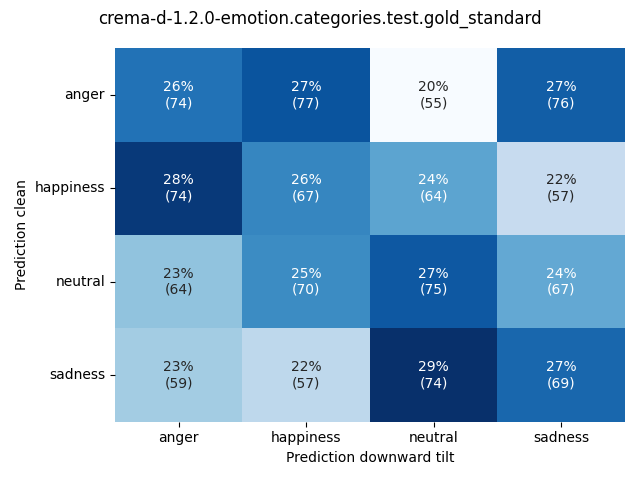 crema-d-1.2.0-emotion.categories.test.gold_standard
Prediction clean
anger
26%
(74)
27%
(77)
20%
(55)
27%
(76)
happiness
28%
(74)
26%
(67)
24%
(64)
22%
(57)
neutral
23%
(64)
25%
(70)
27%
(75)
24%
(67)
sadness
23%
(59)
22%
(57)
29%
(74)
27%
(69)
anger
happiness
neutral
sadness
Prediction downward tilt